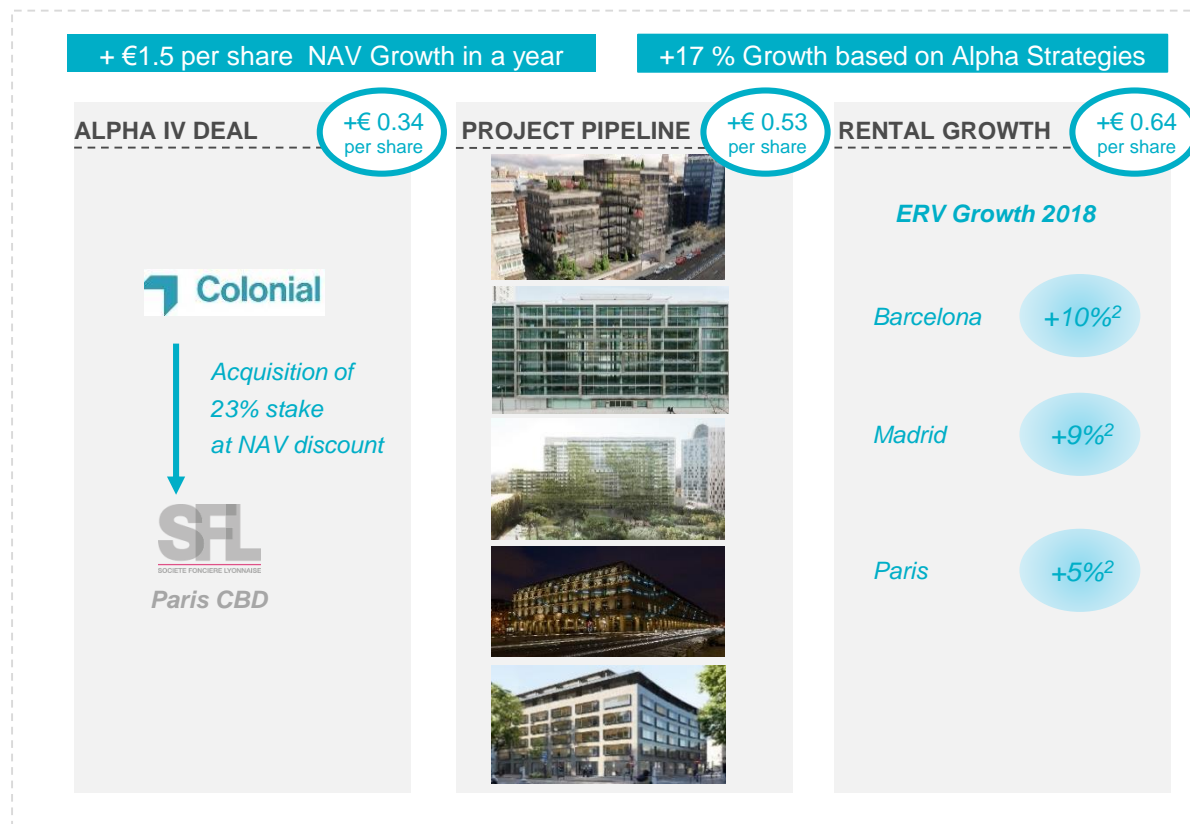 + €1.5 per share NAV Growth in a year
+17 % Growth based on Alpha Strategies
ALPHA IV DEAL
+€ 0.34
per share
Colonial
Acquisition of
23% stake
at NAV discount
SFL
SOCIETE FONCIERE LYONNAISE
Paris CBD
PROJECT PIPELINE
+€ 0.53
per share
RENTAL GROWTH
+€ 0.64
per share
ERV Growth 2018
Barcelona +10%²
Madrid +9%²
Paris +5%²